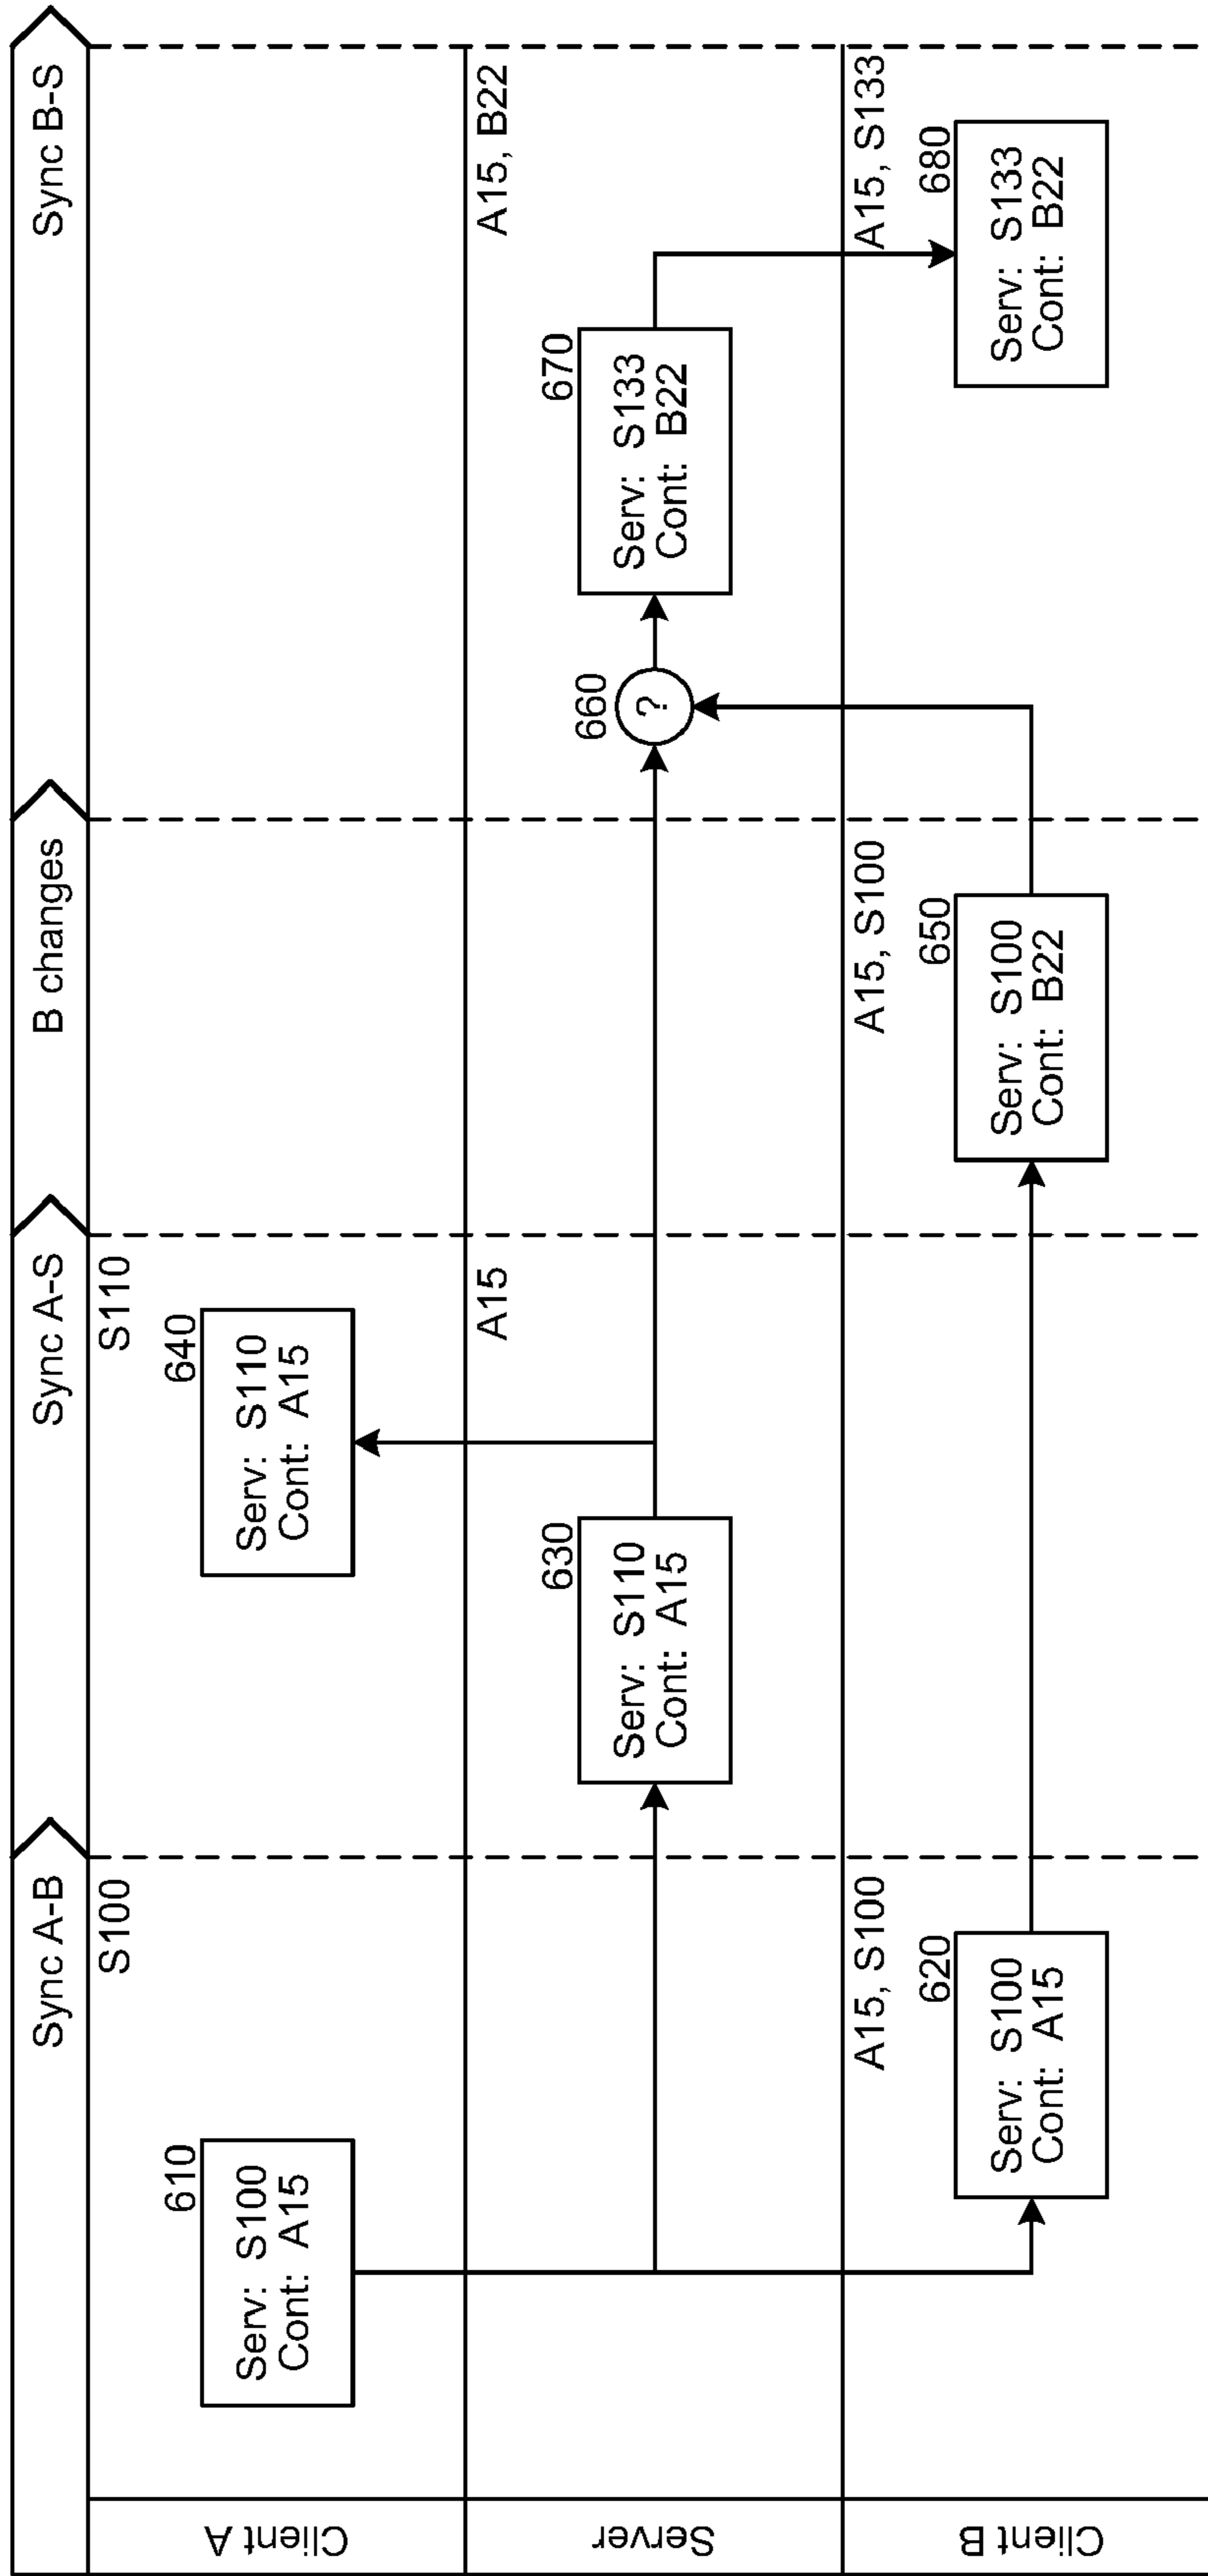 Sync A-B
Sync A-S
B changes
Sync B-S
Client A
S100
S110
610
Serv: S100
Cont: A15
640
Serv: S110
Cont: A15
Server
A15
A15, B22
630
Serv: S110
Cont: A15
660
?
670
Serv: S133
Cont: B22
Client B
A15, S100
A15, S100
A15, S133
620
Serv: S100
Cont: A15
650
Serv: S100
Cont: B22
680
Serv: S133
Cont: B22